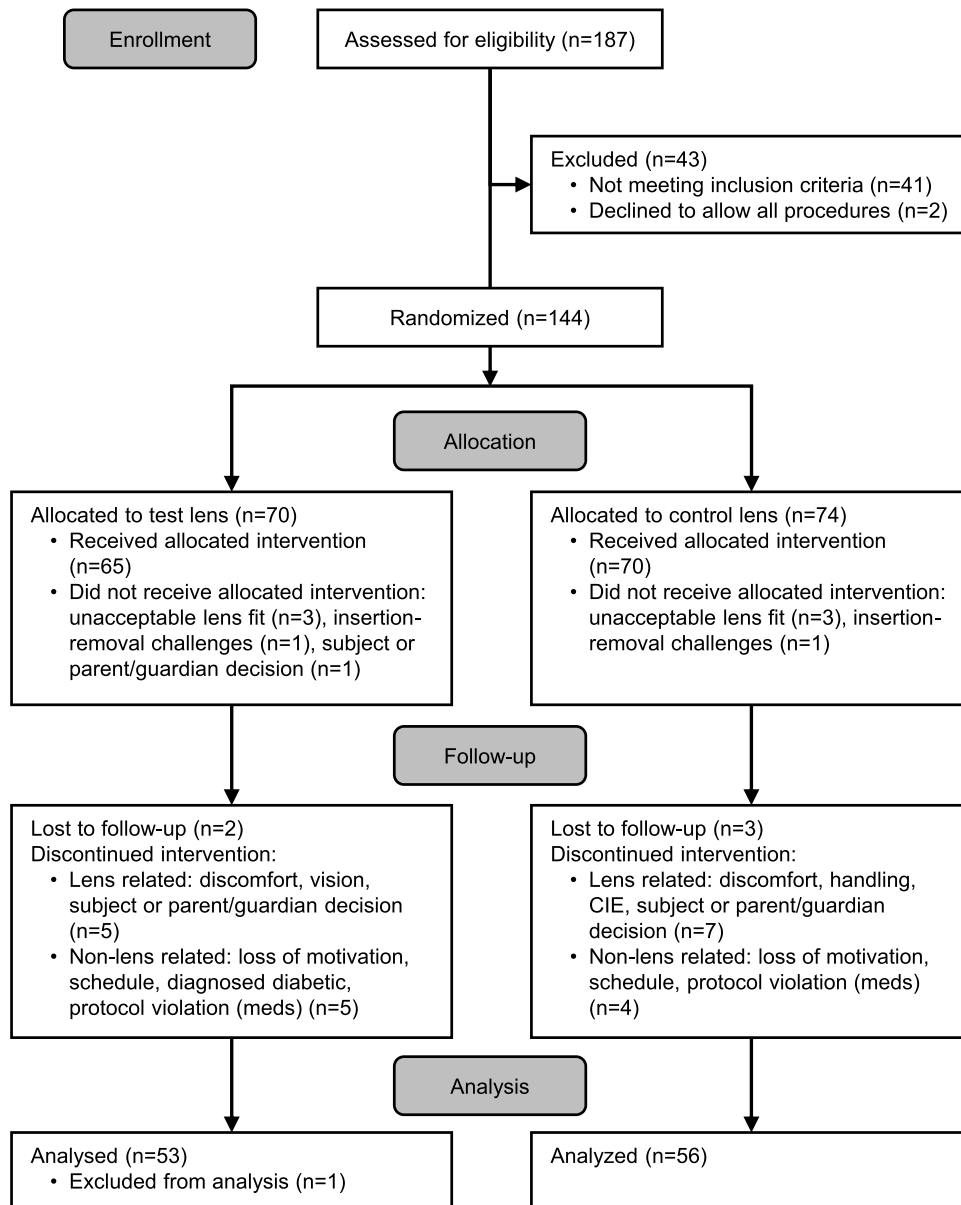 Enrollment
Assessed for eligibility (n=187)
Excluded (n=43)
• Not meeting inclusion criteria (n=41)
• Declined to allow all procedures (n=2)
Randomized (n=144)
Allocation
Allocated to test lens (n=70)
• Received allocated intervention
(n=65)
• Did not receive allocated intervention:
unacceptable lens fit (n=3), insertion-
removal challenges (n=1), subject or
parent/guardian decision (n=1)
Allocated to control lens (n=74)
• Received allocated intervention
(n=70)
• Did not receive allocated intervention:
unacceptable lens fit (n=3), insertion-
removal challenges (n=1)
Follow-up
Lost to follow-up (n=2)
Discontinued intervention:
• Lens related: discomfort, vision,
subject or parent/guardian decision
(n=5)
• Non-lens related: loss of motivation,
schedule, diagnosed diabetic,
protocol violation (meds) (n=5)
Lost to follow-up (n=3)
Discontinued intervention:
• Lens related: discomfort, handling,
CIE, subject or parent/guardian
decision (n=7)
• Non-lens related: loss of motivation,
schedule, protocol violation (meds)
(n=4)
Analysis
Analysed (n=53)
• Excluded from analysis (n=1)
Analyzed (n=56)